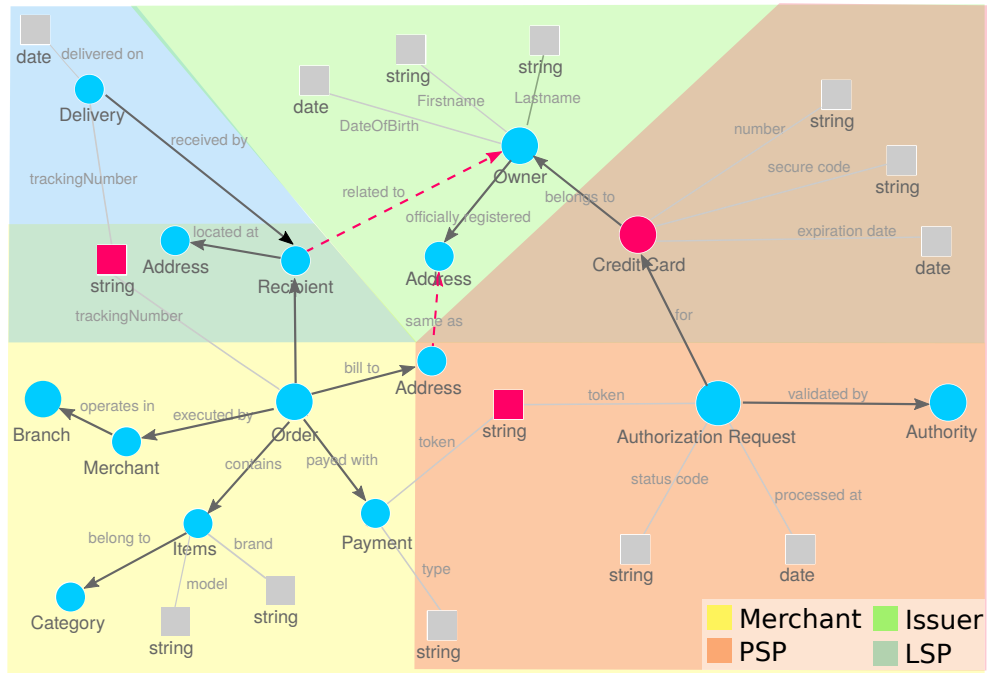 date
delivered on
Delivery
string
string
Firstname
Lastname
date
DateOfBirth
number
string
received by
Owner
secure code
string
trackingNumber
related to
belongs to
officially registered
located at
expiration date
Address
Recipient
Address
Credit Card
date
string
trackingNumber
same as
for
bill to
Address
operates in
executed by
token
validated by
Branch
Order
token
string
Authorization Request
Authority
Merchant
contains
payed with
status code
processed at
belong to
Items
brand
Payment
model
type
string
date
Category
string
string
string
Merchant
Issuer
PSP
LSP